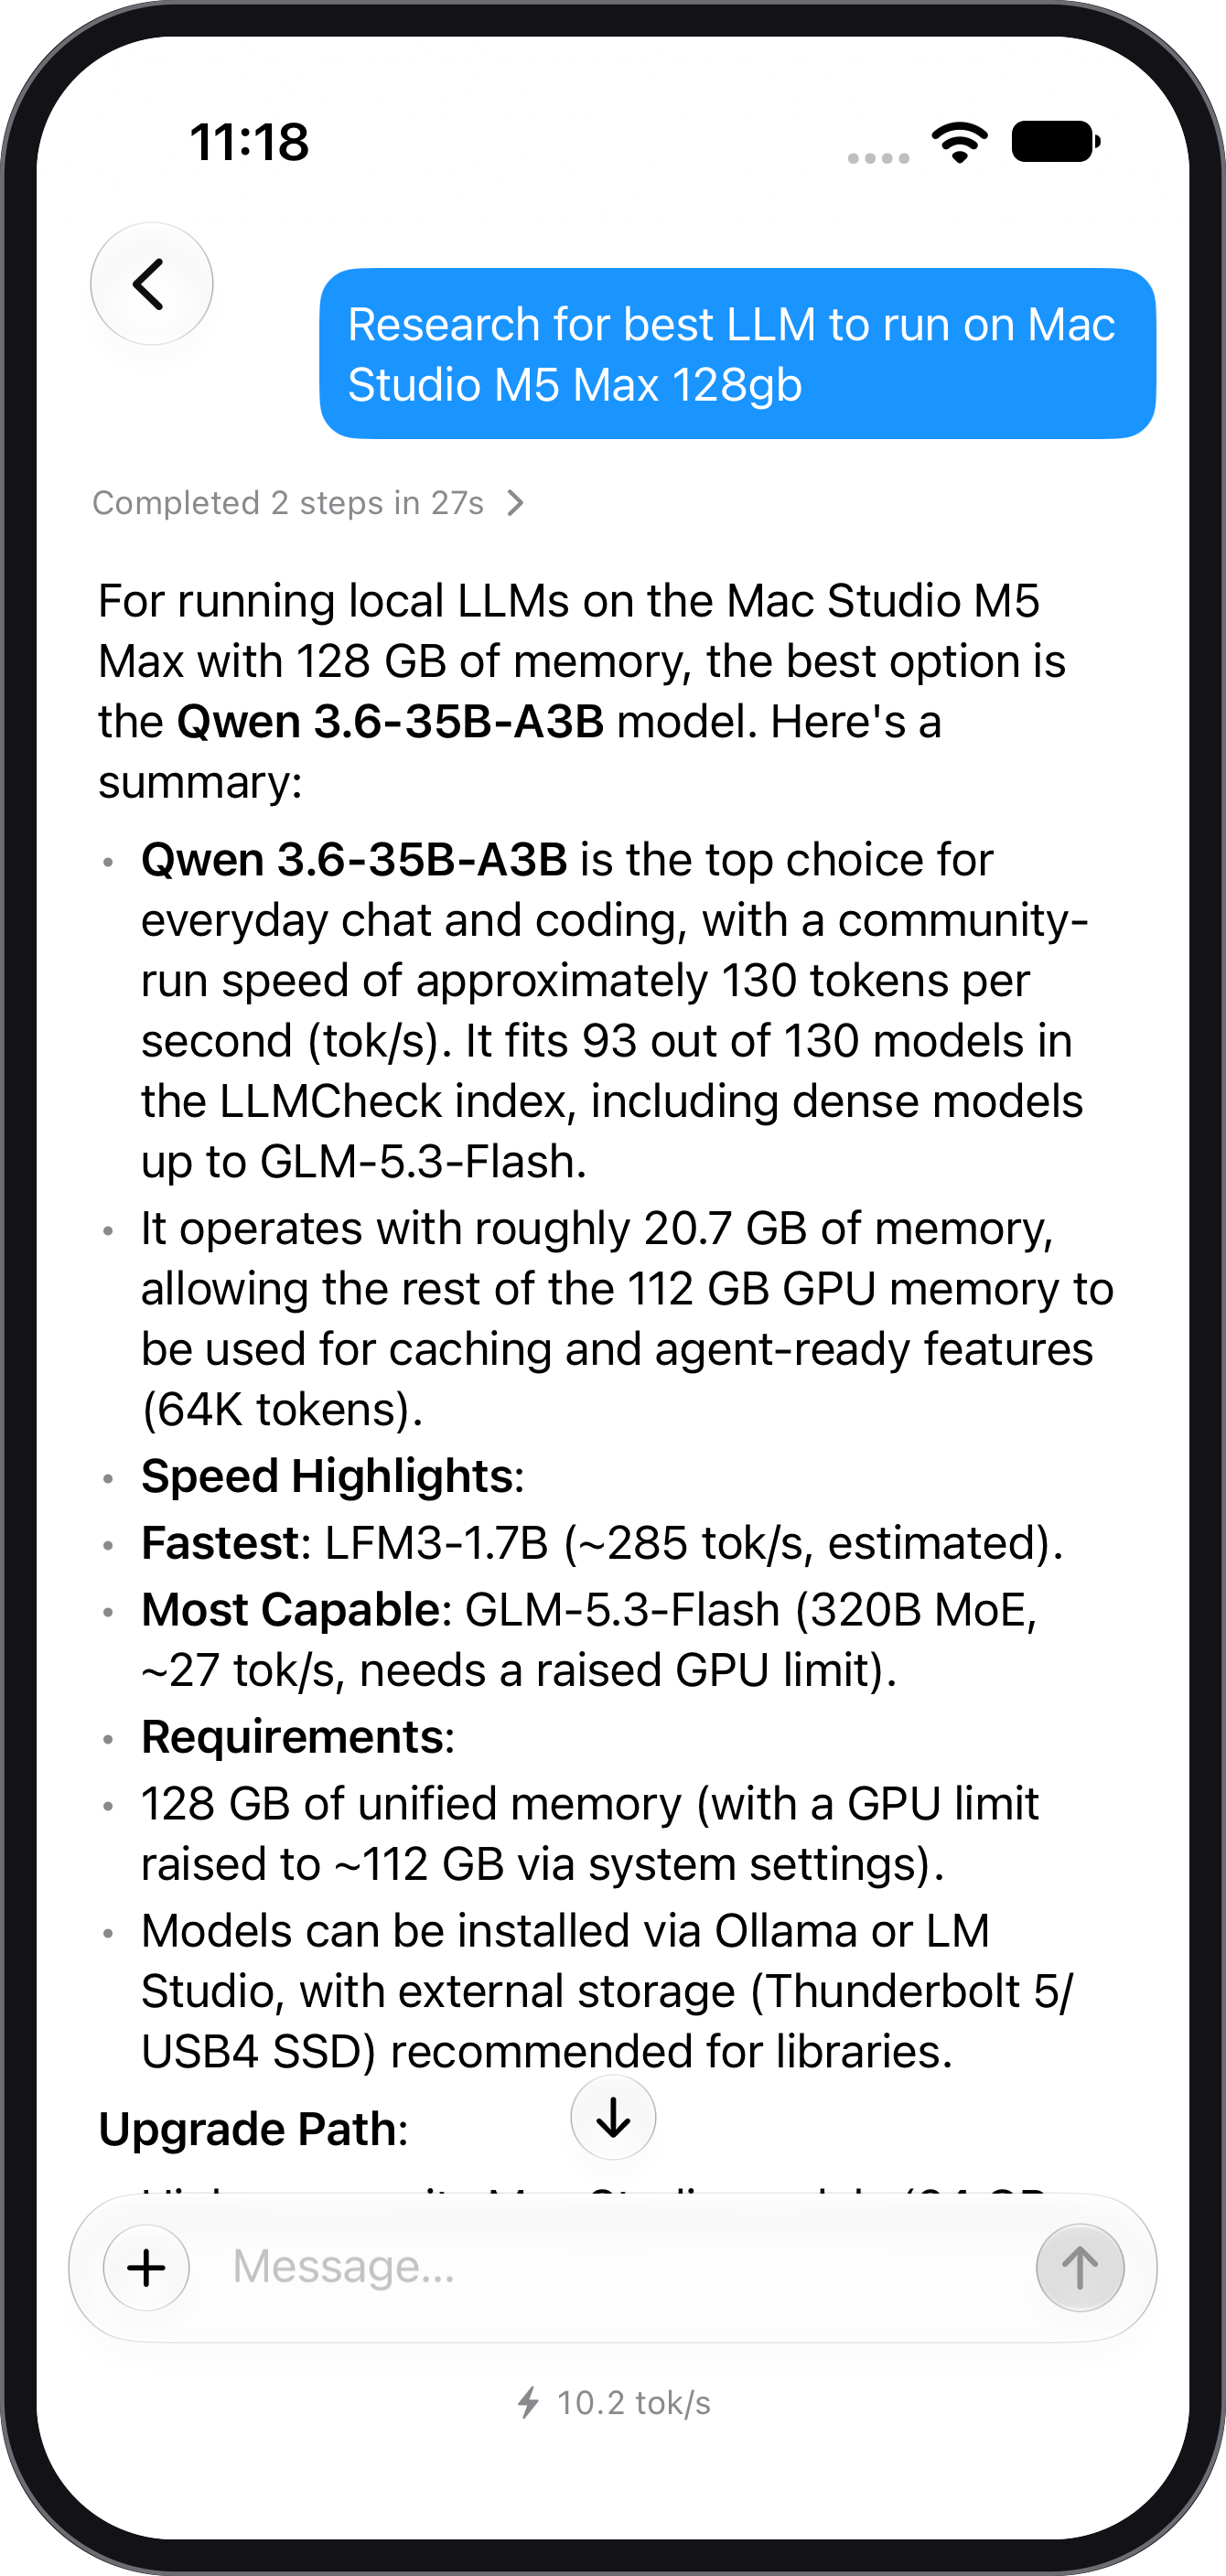 11:18
Research for best LLM to run on Mac
Studio M5 Max 128gb
Completed 2 steps in 27s
For running local LLMs on the Mac Studio M5
Max with 128 GB of memory, the best option is
the Qwen 3.6-35B-A3B model. Here's a
summary:
• Qwen 3.6-35B-A3B is the top choice for
everyday chat and coding, with a community-
run speed of approximately 130 tokens per
second (tok/s). It fits 93 out of 130 models in
the LLMCheck index, including dense models
up to GLM-5.3-Flash.
• It operates with roughly 20.7 GB of memory,
allowing the rest of the 112 GB GPU memory to
be used for caching and agent-ready features
(64K tokens).
• Speed Highlights:
• Fastest: LFM3-1.7B (~285 tok/s, estimated).
• Most Capable: GLM-5.3-Flash (320B MoE,
~27 tok/s, needs a raised GPU limit).
• Requirements:
• 128 GB of unified memory (with a GPU limit
raised to ~112 GB via system settings).
• Models can be installed via Ollama or LM
Studio, with external storage (Thunderbolt 5/
USB4 SSD) recommended for libraries.
Upgrade Path:
Message...
10.2 tok/s